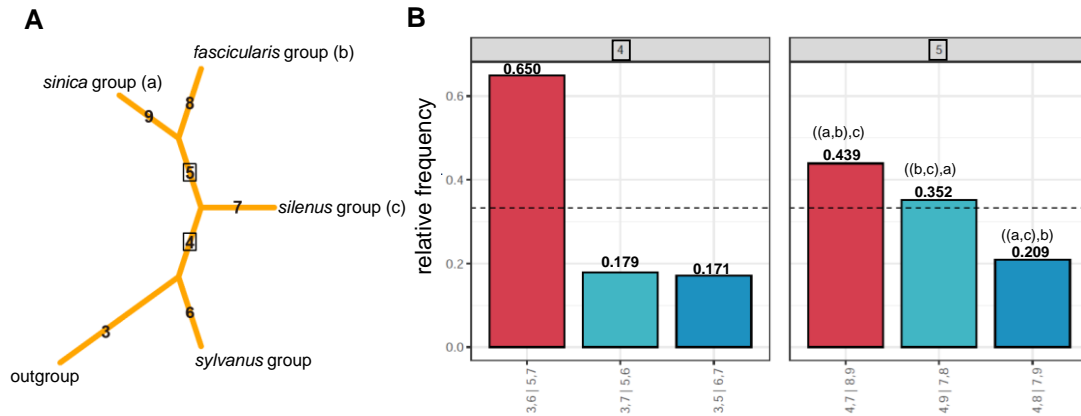 A
fascicularis group (b)
sinica group (a)
8
9
5
7
silenus group (c)
4
3
6
sylvanus group
outgroup
B
4
5
relative frequency
0.6
0.4
0.2
0.0
0.650
0.179
0.171
3,6 | 5,7
3,7 | 5,6
3,5 | 6,7
((a,b),c)
0.439
((b,c),a)
0.352
((a,c),b)
0.209
4,7 | 8,9
4,9 | 7,8
4,8 | 7,9